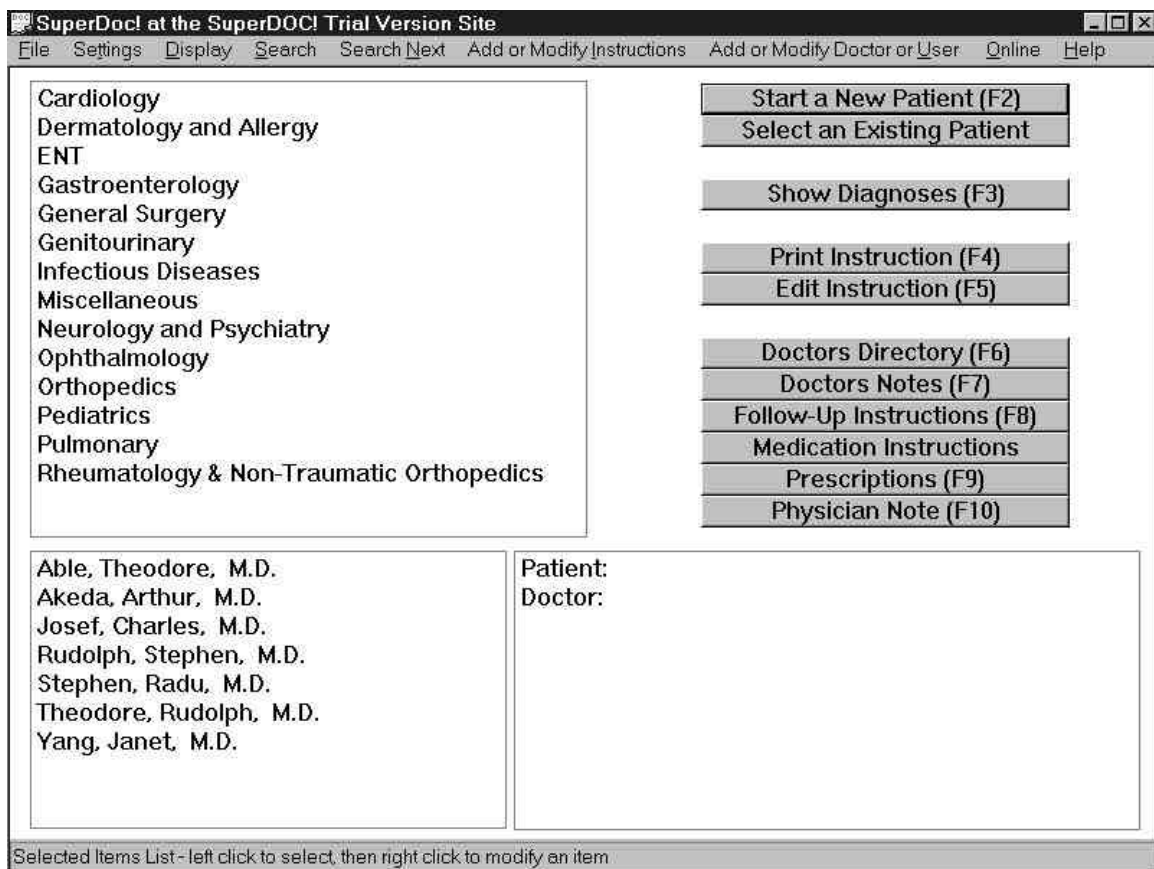 SuperDoc! at the SuperDOC! Trial Version Site
File Settings Display Search Search Next Add or Modify Instructions Add or Modify Doctor or User Online Help
Cardiology
Dermatology and Allergy
ENT
Gastroenterology
General Surgery
Genitourinary
Infectious Diseases
Miscellaneous
Neurology and Psychiatry
Ophthalmology
Orthopedics
Pediatrics
Pulmonary
Rheumatology & Non-Traumatic Orthopedics
Start a New Patient (F2)
Select an Existing Patient
Show Diagnoses (F3)
Print Instruction (F4)
Edit Instruction (F5)
Doctors Directory (F6)
Doctors Notes (F7)
Follow-Up Instructions (F8)
Medication Instructions
Prescriptions (F9)
Physician Note (F10)
Able, Theodore, M.D.
Akeda, Arthur, M.D.
Josef, Charles, M.D.
Rudolph, Stephen, M.D.
Stephen, Radu, M.D.
Theodore, Rudolph, M.D.
Yang, Janet, M.D.
Patient:
Doctor:
Selected Items List - left click to select, then right click to modify an item